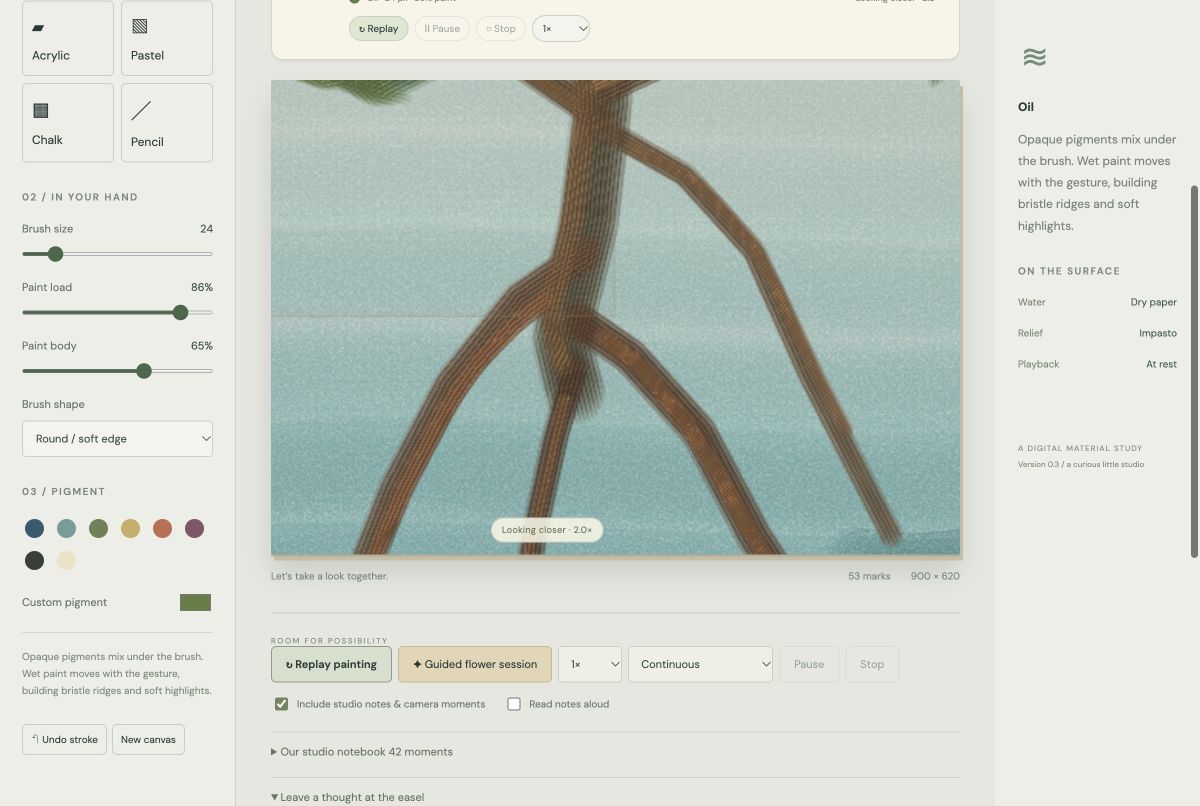 Acrylic
Pastel
Chalk
Pencil
02 / IN YOUR HAND
Brush size 24
Paint load 86%
Paint body 65%
Brush shape
Round / soft edge
03 / PIGMENT
Custom pigment
Opaque pigments mix under the brush.
Wet paint moves with the gesture,
building bristle ridges and soft highlights.
Undo stroke
New canvas
↻ Replay
II Pause
Stop
1×
Looking closer · 2.0×
Let's take a look together.
53 marks 900 × 620
ROOM FOR POSSIBILITY
↻ Replay painting
✦ Guided flower session
1×
Continuous
Pause
Stop
Include studio notes & camera moments
Read notes aloud
▶ Our studio notebook 42 moments
▼ Leave a thought at the easel
Oil
Opaque pigments mix under
the brush. Wet paint moves
with the gesture, building
bristle ridges and soft
highlights.
ON THE SURFACE
Water Dry paper
Relief Impasto
Playback At rest
A DIGITAL MATERIAL STUDY
Version 0.3 / a curious little studio